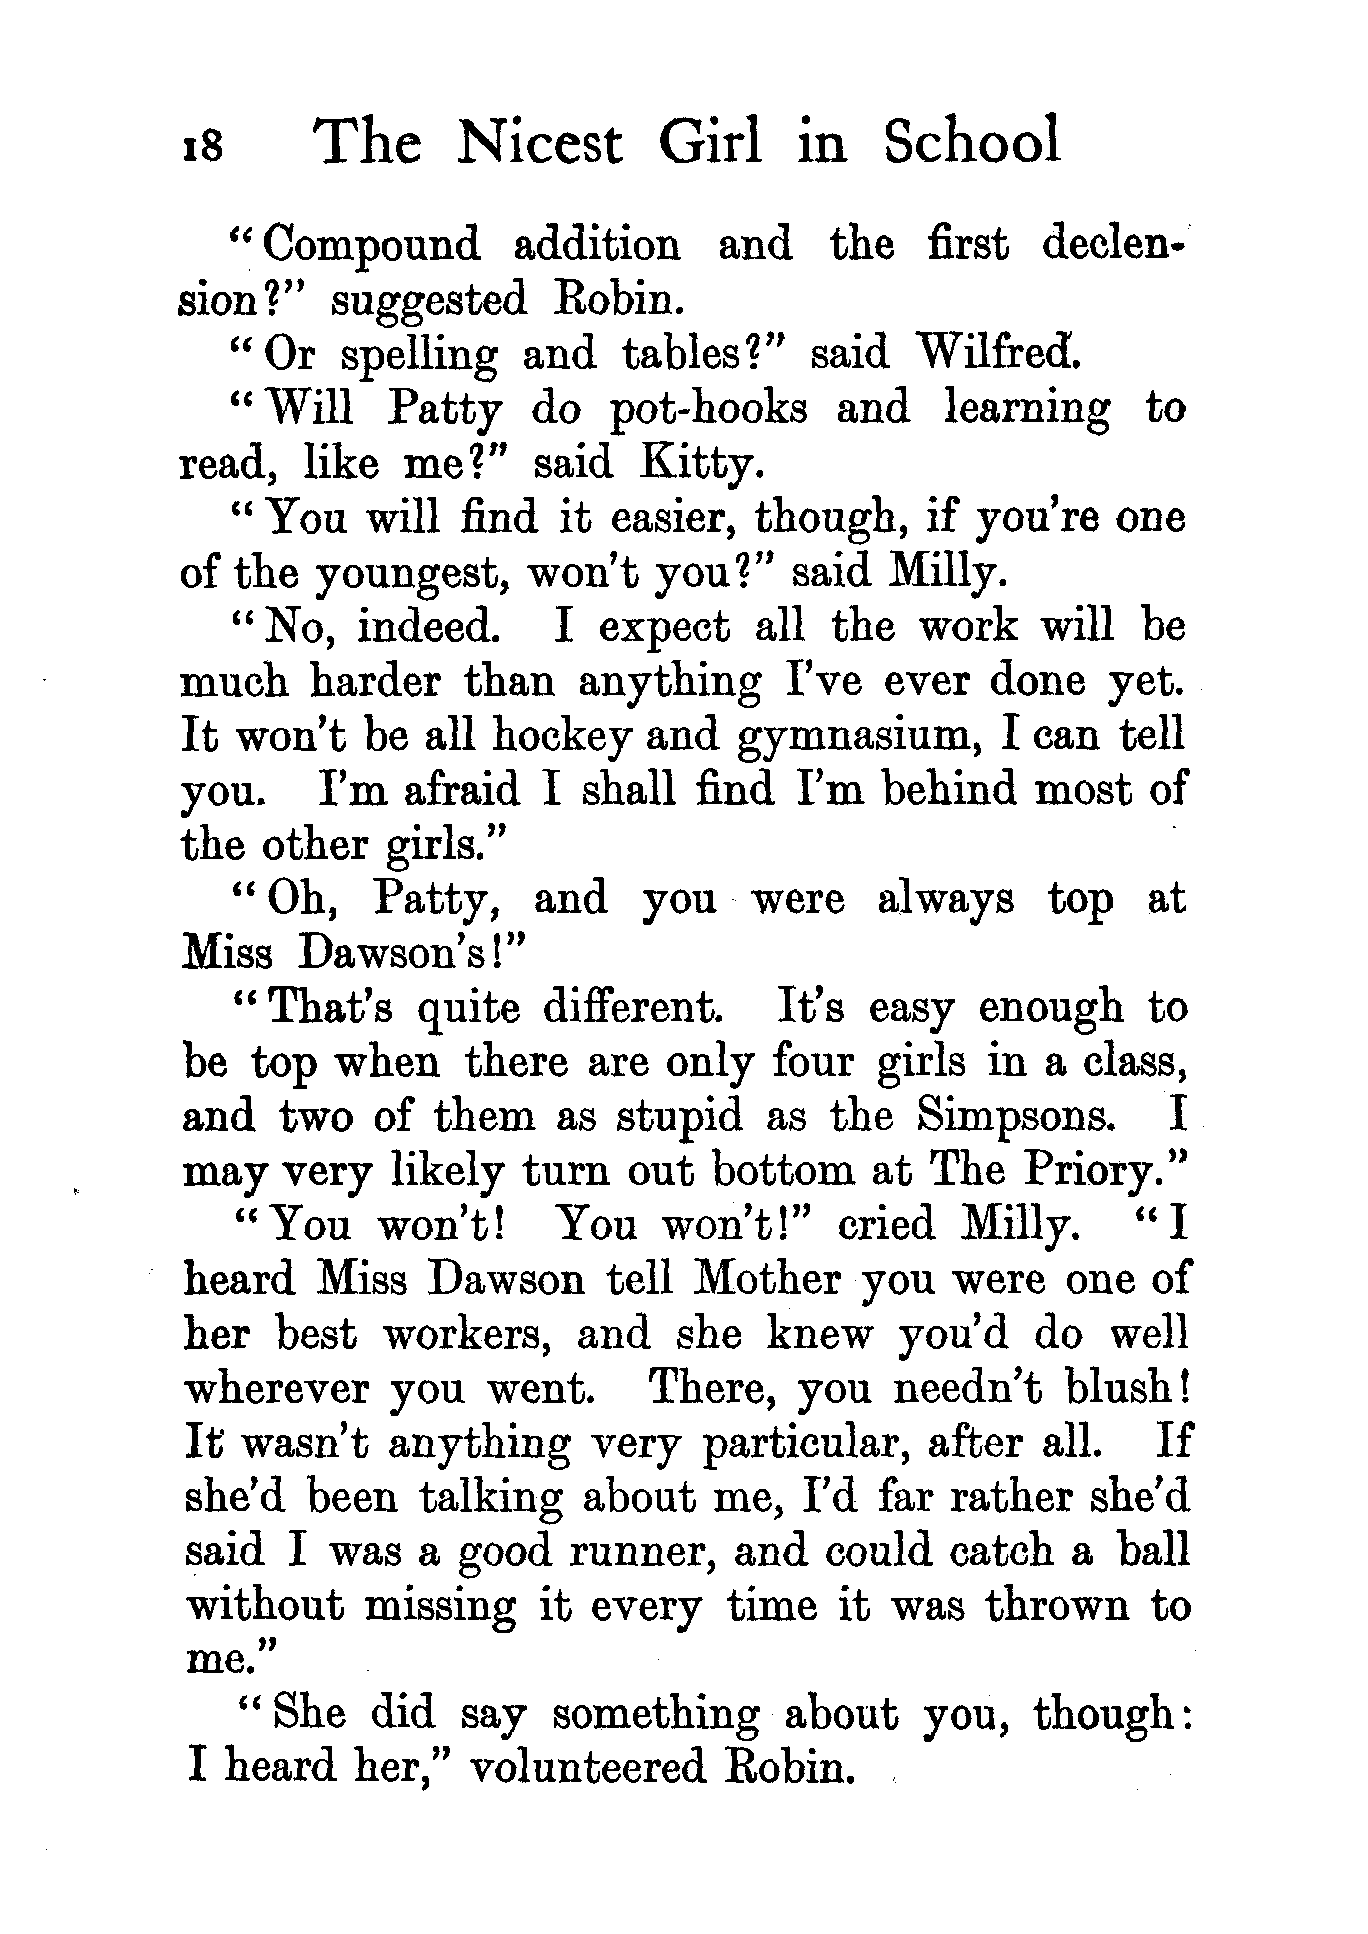 18 The Nicest Girl in School
“Compound addition and the first declen-
sion?” suggested Robin.
“Or spelling and tables?” said Wilfred.
“Will Patty do pot-hooks and learning to
read, like me?” said Kitty.
“You will find it easier, though, if you're one
of the youngest, won't you?” said Milly.
“No, indeed. I expect all the work will be
much harder than anything I've ever done yet.
It won't be all hockey and gymnasium, I can tell
you. I'm afraid I shall find I'm behind most of
the other girls.”
“Oh, Patty, and you were always top at
Miss Dawson's!”
“That's quite different. It's easy enough to
be top when there are only four girls in a class,
and two of them as stupid as the Simpsons. I
may very likely turn out bottom at The Priory.”
“You won't! You won't!” cried Milly. “I
heard Miss Dawson tell Mother you were one of
her best workers, and she knew you'd do well
wherever you went. There, you needn't blush!
It wasn't anything very particular, after all. If
she'd been talking about me, I'd far rather she'd
said I was a good runner, and could catch a ball
without missing it every time it was thrown to
me.”
“She did say something about you, though:
I heard her,” volunteered Robin.